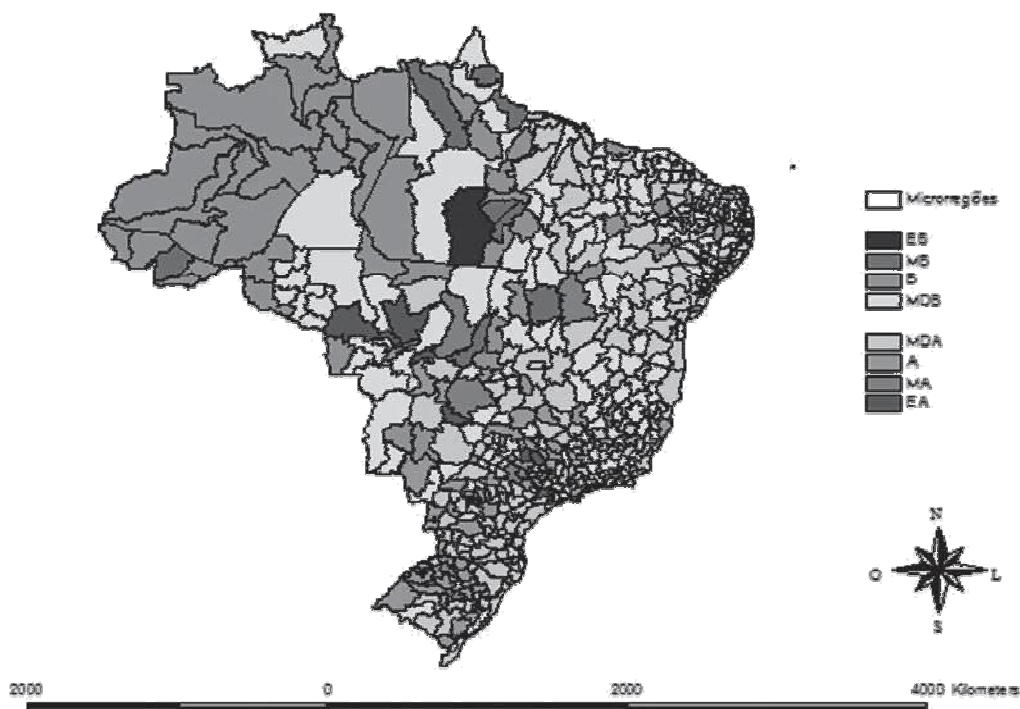 Microrregiões
EB
MB
B
MDB
MDA
A
MA
EA
N
O
L
S
2000
0
2000
4000 Kilometers